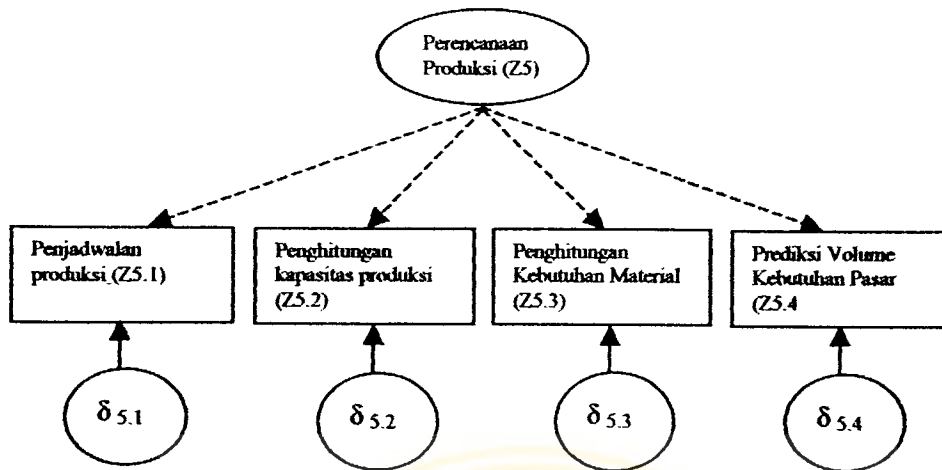 Perencanaan
Produksi (Z5)
Penjadwalan
produksi (Z5.1)
Penghitungan
kapasitas produksi
(Z5.2)
Penghitungan
Kebutuhan Material
(Z5.3)
Prediksi Volume
Kebutuhan Pasar
(Z5.4
δ 5.1
δ 5.2
δ 5.3
δ 5.4